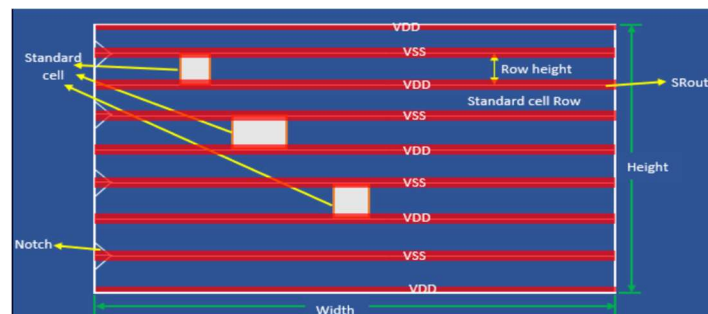 VDD
Standard
cell
VSS
Row height
VDD
SRout
Standard cell Row
VSS
VDD
Height
VSS
VDD
Notch
VSS
VDD
Width